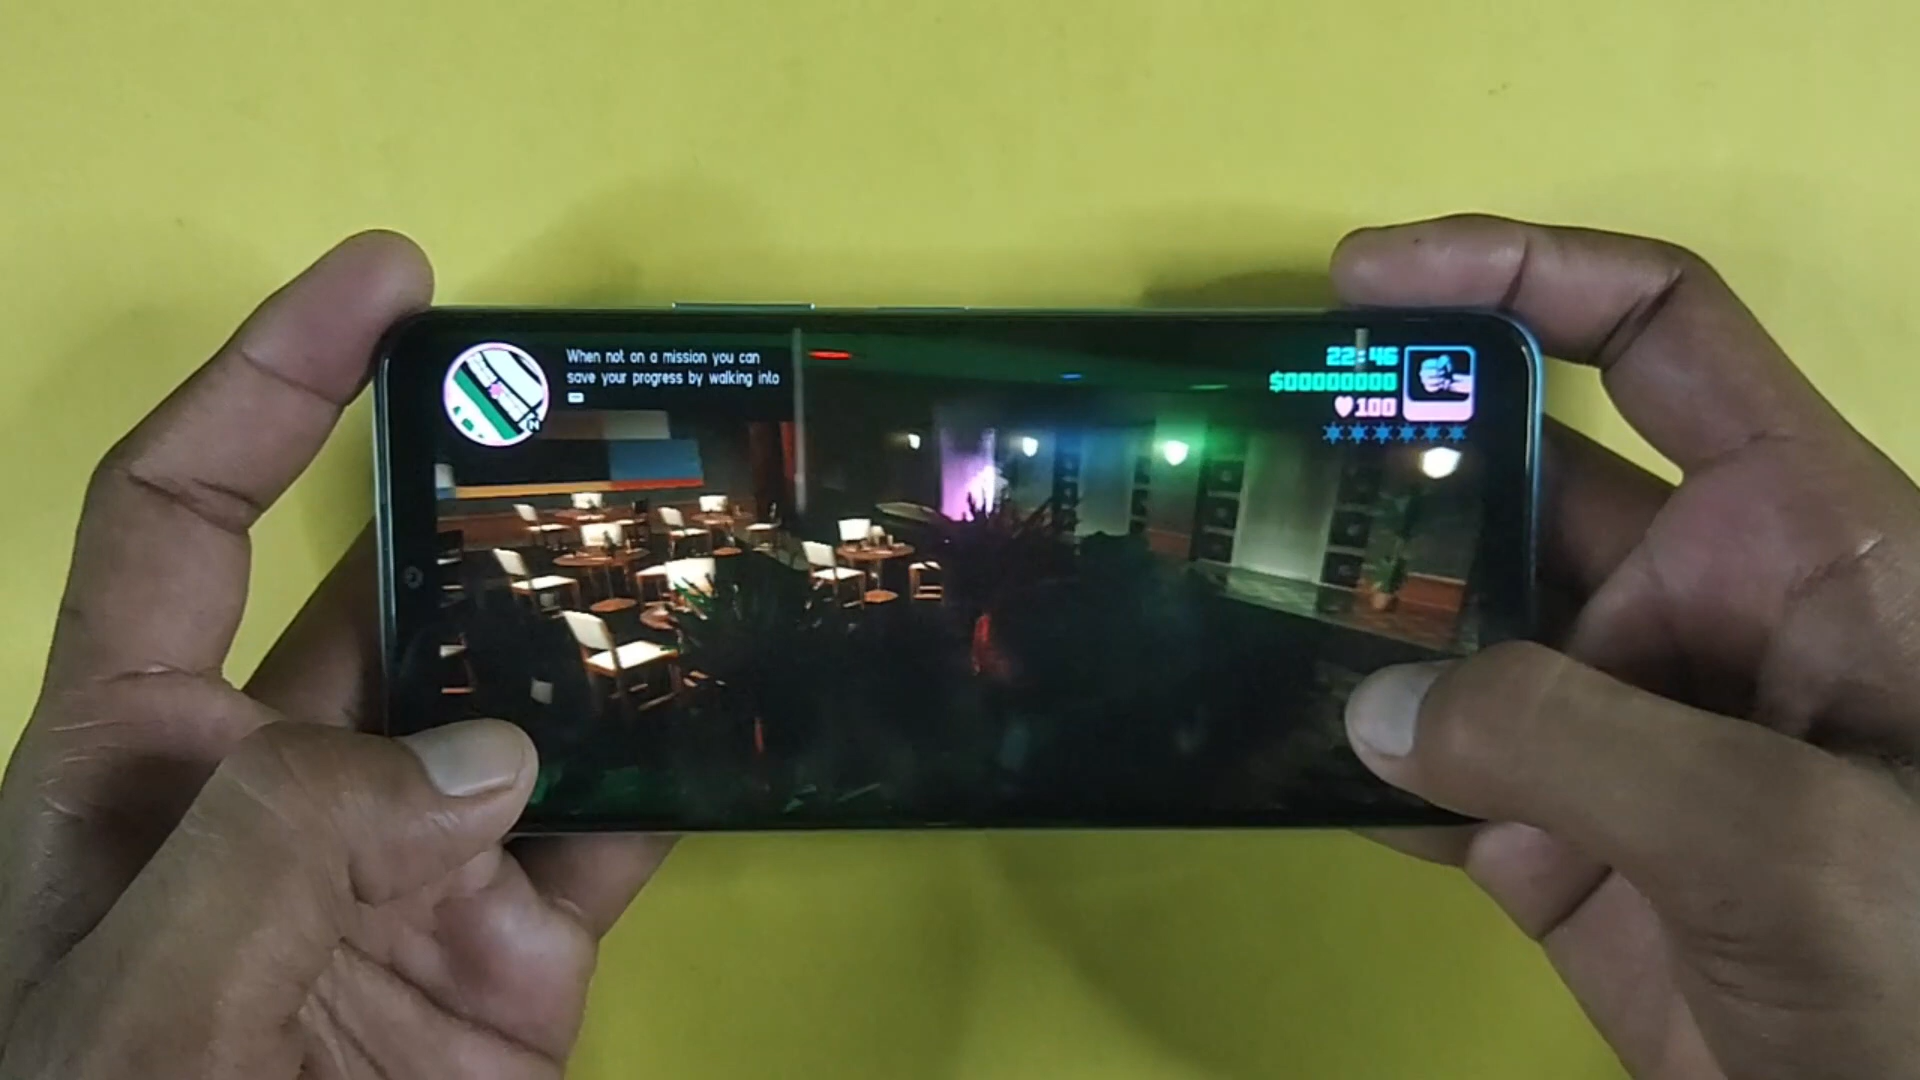 When not on a mission you can
save your progress by walking into
22:46
$00000000
100
N